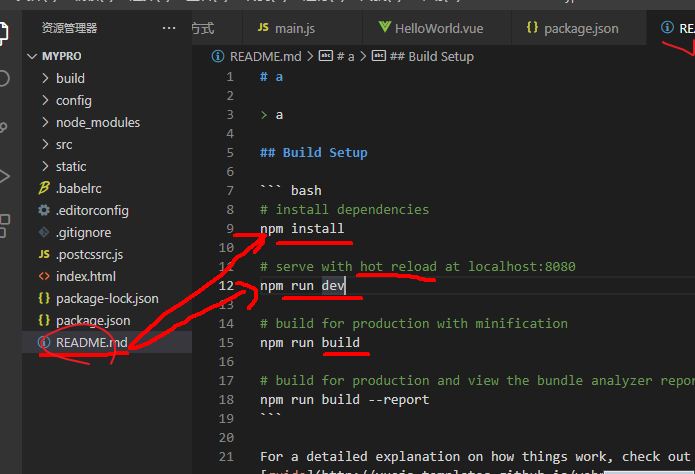 资源管理器 ···
方式 JS main.js HelloWorld.vue {} package.json
MYPRO
README.md > # a > ## Build Setup
build
config
node_modules
src
static
.babelrc
.editorconfig
.gitignore
JS .postcssrc.js
<> index.html
{} package-lock.json
{} package.json
README.md
1 # a
2
3 > a
4
5 ## Build Setup
6
7 ``` bash
8 # install dependencies
9 npm install
10
11 # serve with hot reload at localhost:8080
12 npm run dev
13
14 # build for production with minification
15 npm run build
16
17 # build for production and view the bundle analyzer repor
18 npm run build --report
19 ```
20
21 For a detailed explanation on how things work, check out